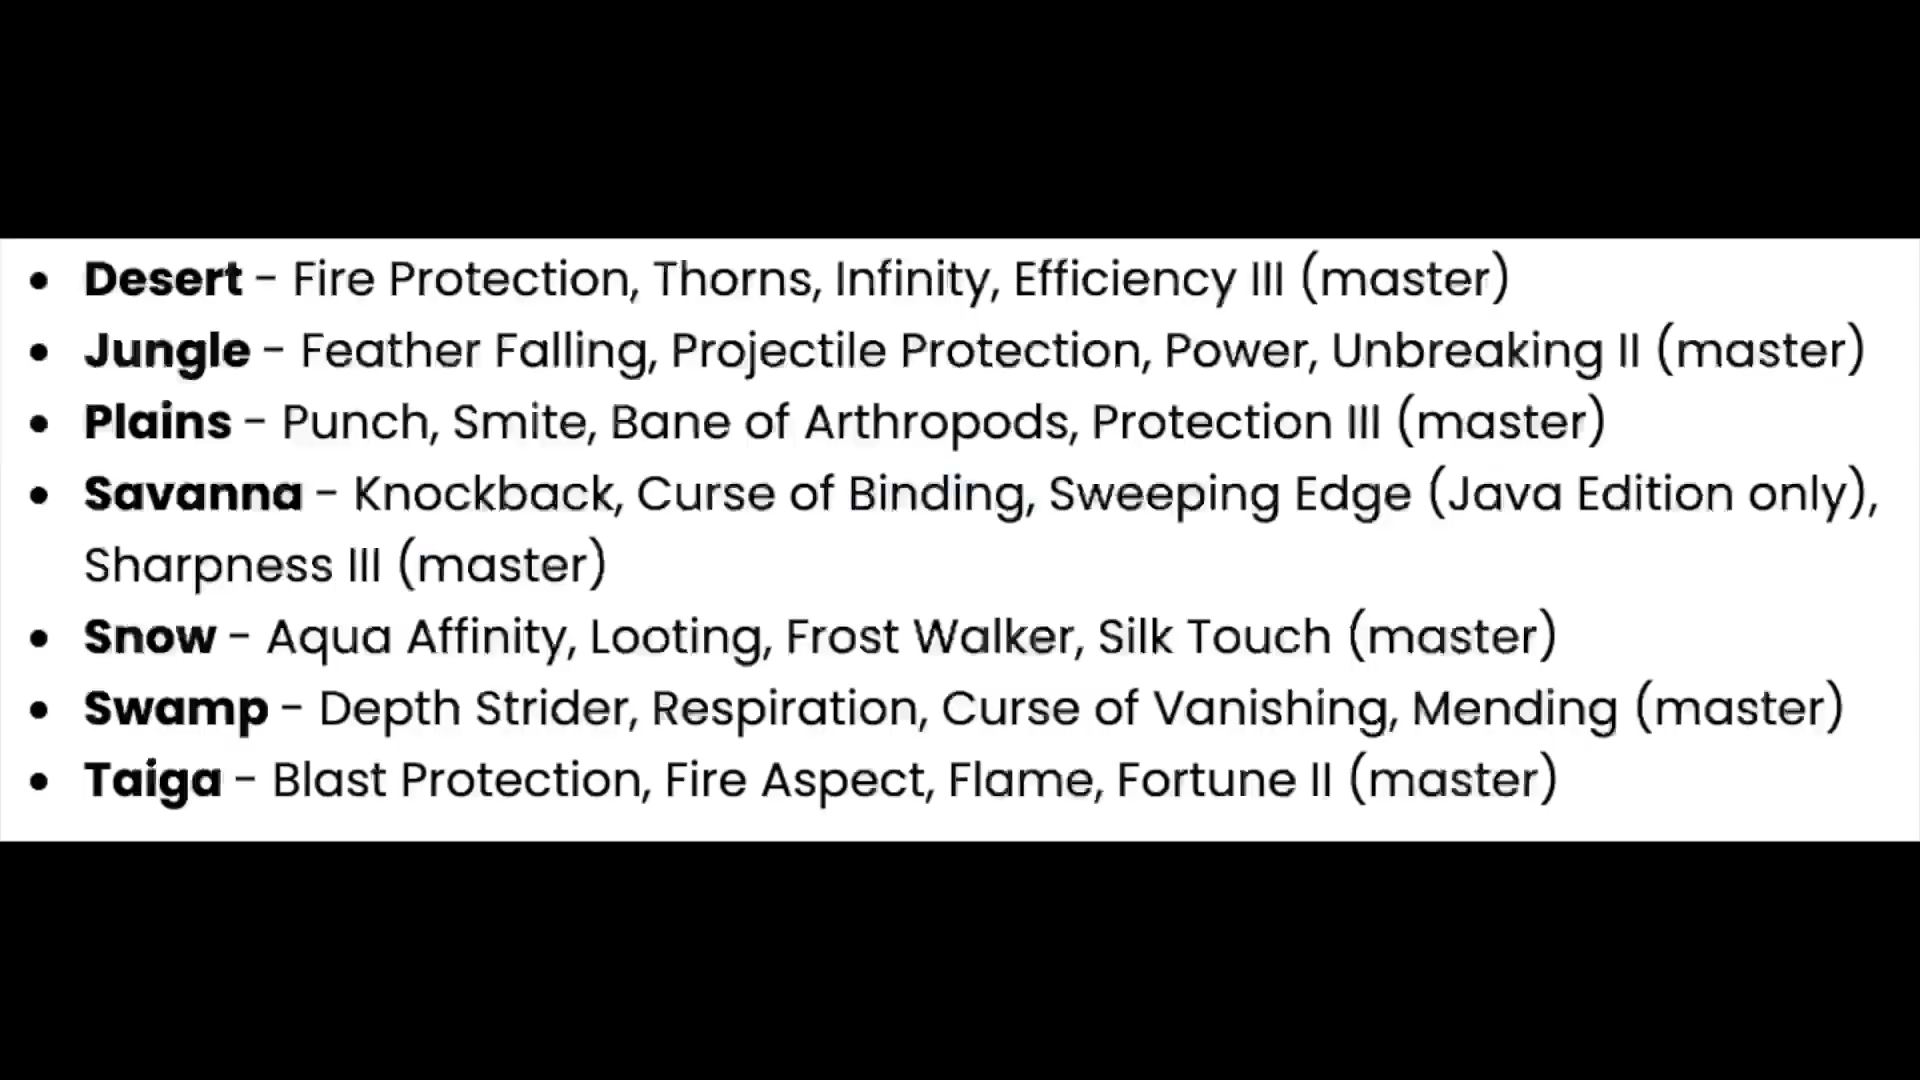 • Desert - Fire Protection, Thorns, Infinity, Efficiency III (master)
• Jungle - Feather Falling, Projectile Protection, Power, Unbreaking II (master)
• Plains - Punch, Smite, Bane of Arthropods, Protection III (master)
• Savanna - Knockback, Curse of Binding, Sweeping Edge (Java Edition only),
Sharpness III (master)
• Snow - Aqua Affinity, Looting, Frost Walker, Silk Touch (master)
• Swamp - Depth Strider, Respiration, Curse of Vanishing, Mending (master)
• Taiga - Blast Protection, Fire Aspect, Flame, Fortune II (master)